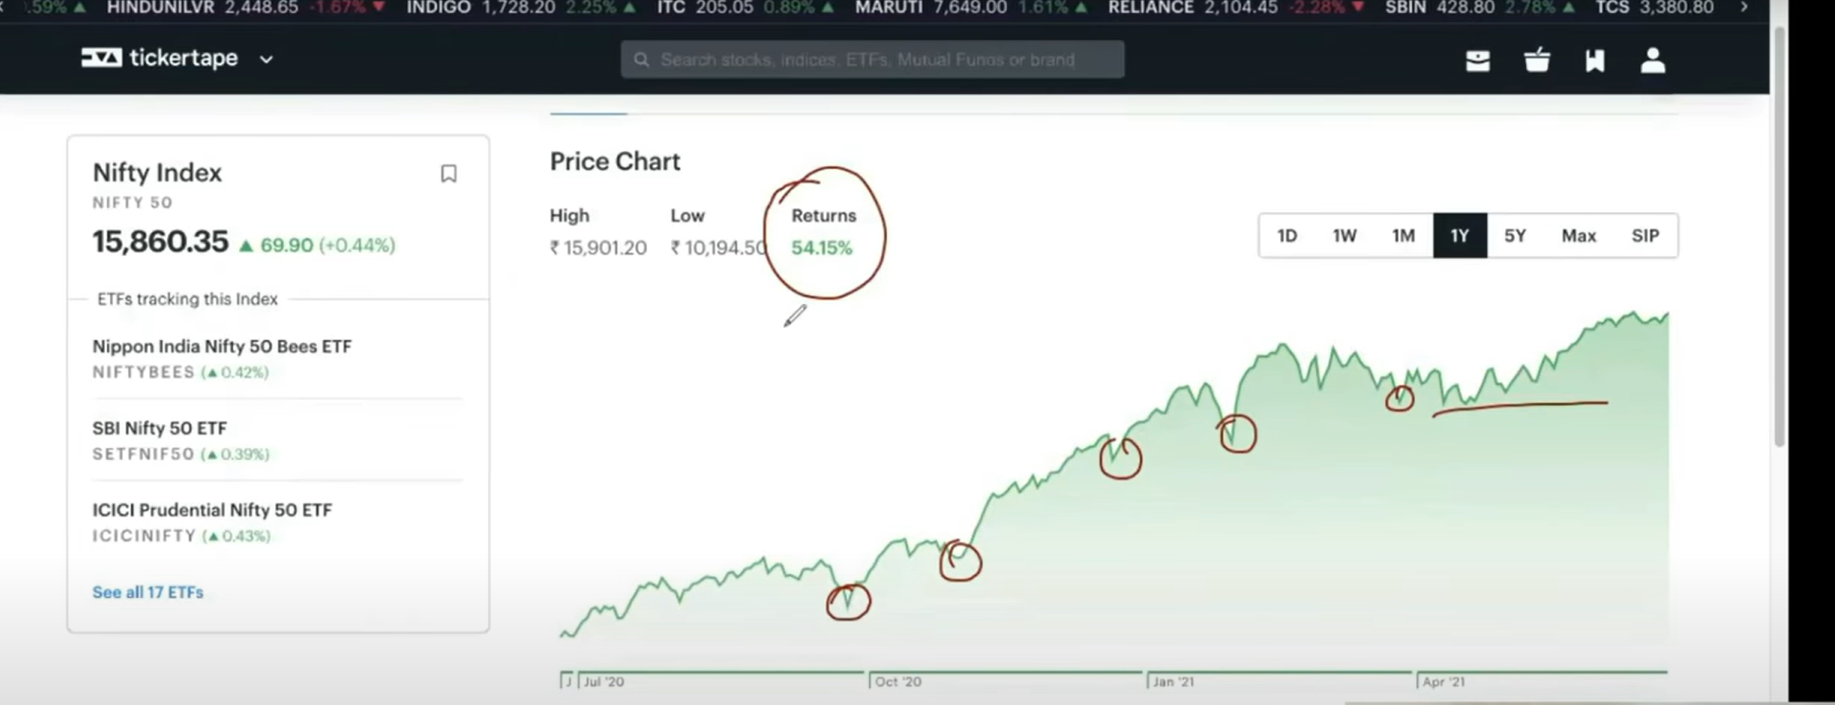 .59% ▲ HINDUNILVR 2,448.65 -1.67% ▼ INDIGO 1,728.20 2.25% ▲ ITC 205.05 0.89% ▲ MARUTI 7,649.00 1.61% ▲ RELIANCE 2,104.45 -2.28% ▼ SBIN 428.80 2.78% ▲ TCS 3,380.80
tickertape
Search stocks, indices, ETFs, Mutual Funds or brand
Nifty Index
NIFTY 50
15,860.35 ▲ 69.90 (+0.44%)
ETFs tracking this Index
Nippon India Nifty 50 Bees ETF
NIFTYBEES (▲ 0.42%)
SBI Nifty 50 ETF
SETFNIF50 (▲ 0.39%)
ICICI Prudential Nifty 50 ETF
ICICINIFTY (▲ 0.43%)
See all 17 ETFs
Price Chart
High Low Returns
₹ 15,901.20 ₹ 10,194.50 54.15%
1D 1W 1M 1Y 5Y Max SIP
J Jul '20 Oct '20 Jan '21 Apr '21